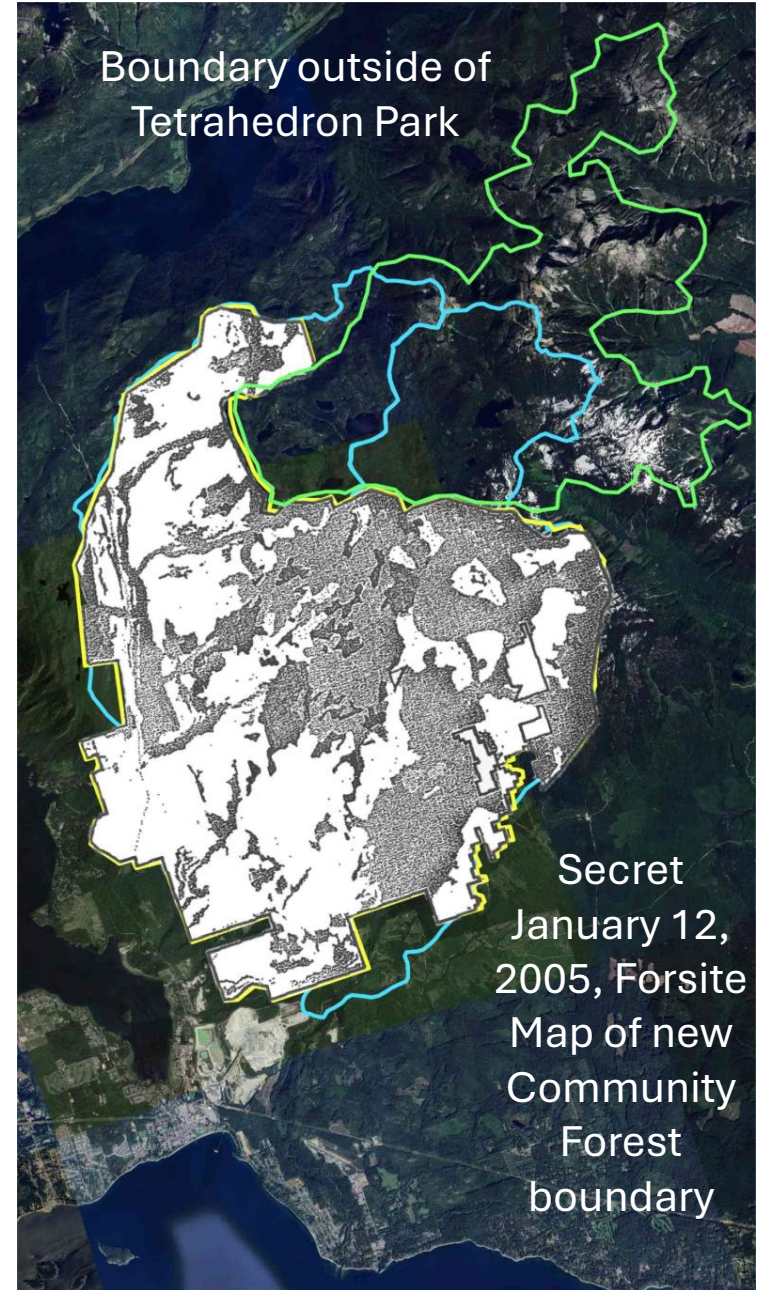 Boundary outside of
Tetrahedron Park
Secret
January 12,
2005, Forsite
Map of new
Community
Forest
boundary